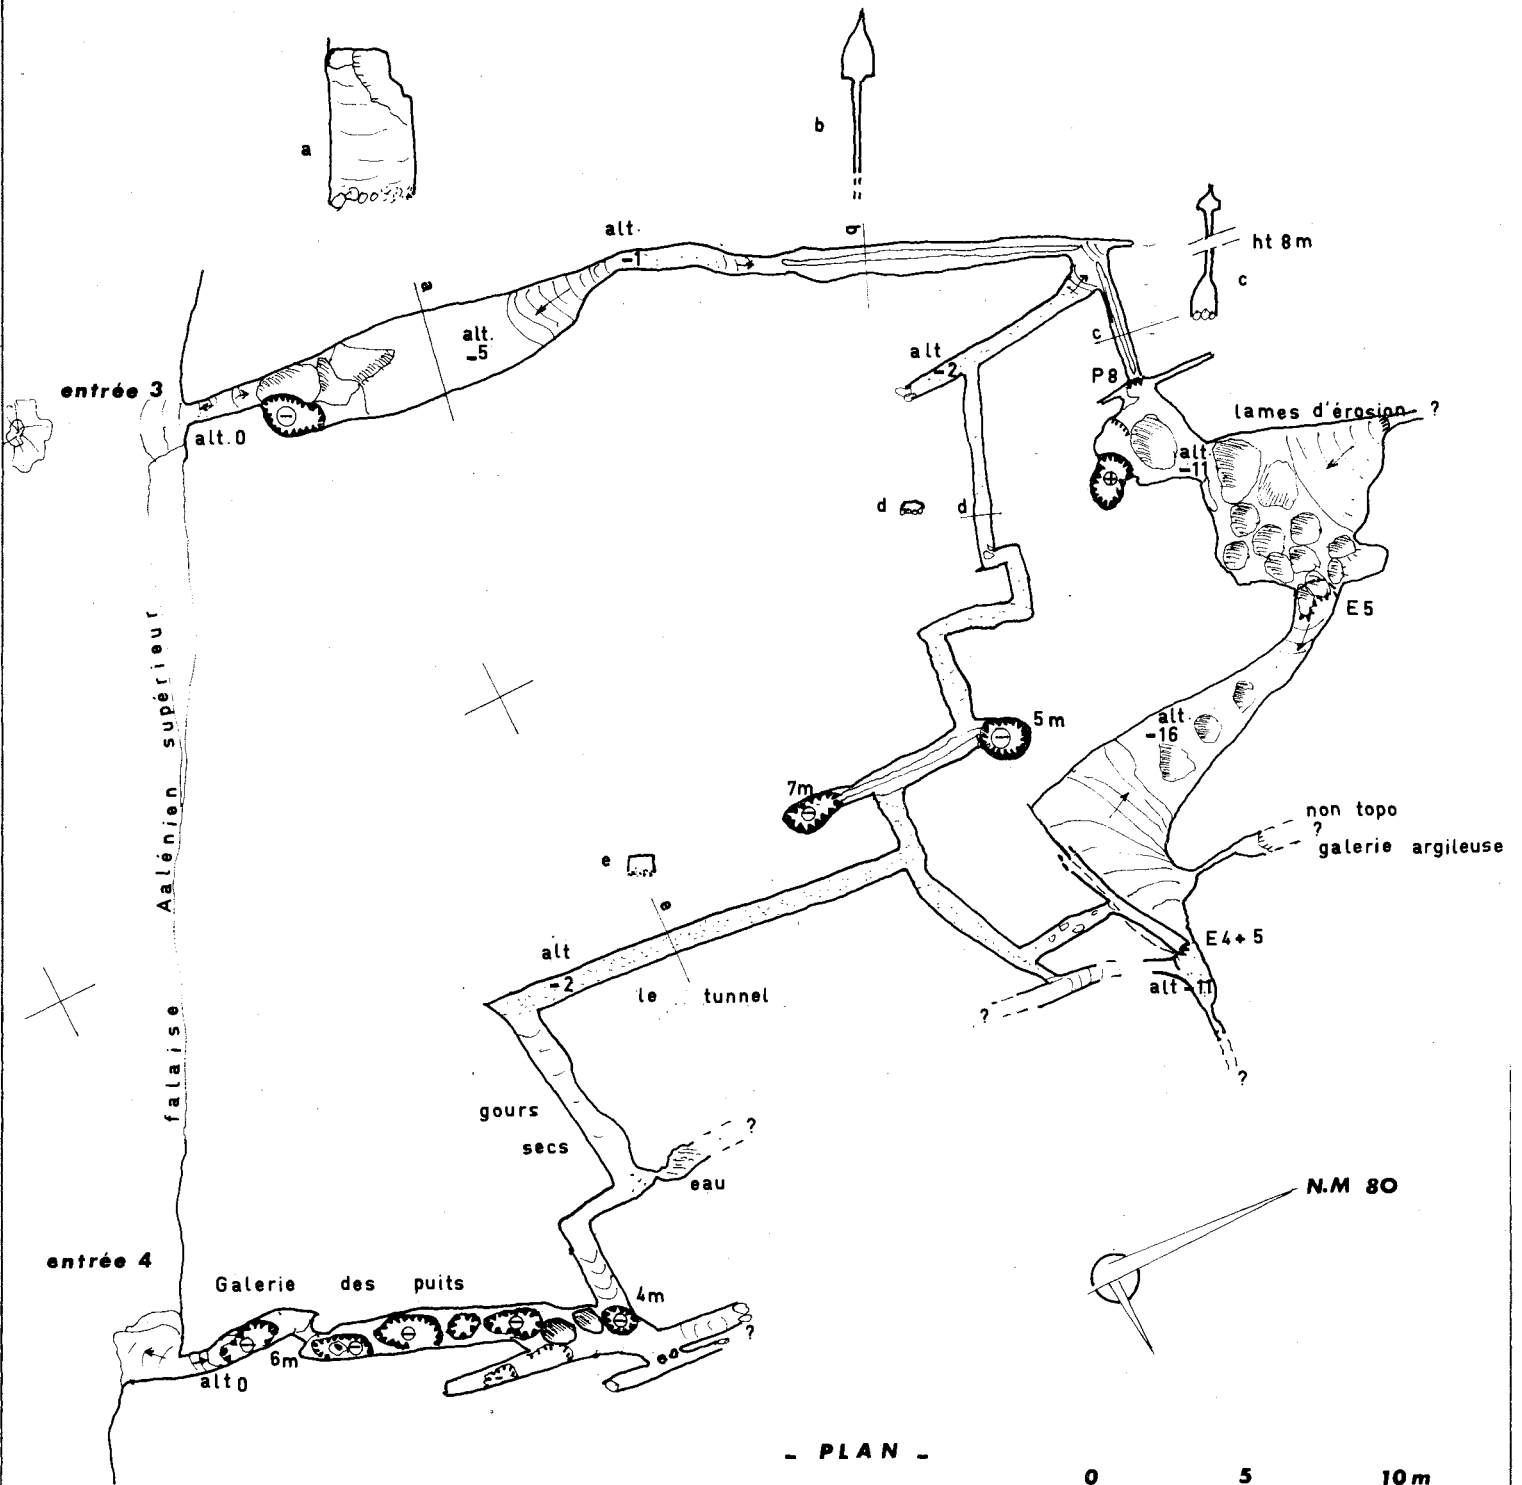 a
b
b
alt.
-1
ht 8m
c
a
alt.
-5
c
alt
-2
P8
entrée 3
alt.0
lames d'érosion ?
alt
-11
d
d
E5
5m
alt.
-16
7m
non topo
?
galerie argileuse
e
e
E4+5
alt
-2
le tunnel
alt-11
?
?
falaise Aalénien supérieur
gours
secs
?
eau
N.M 80
entrée 4
Galerie des puits
4m
?
6m
alt0
- PLAN -
0 5 10m